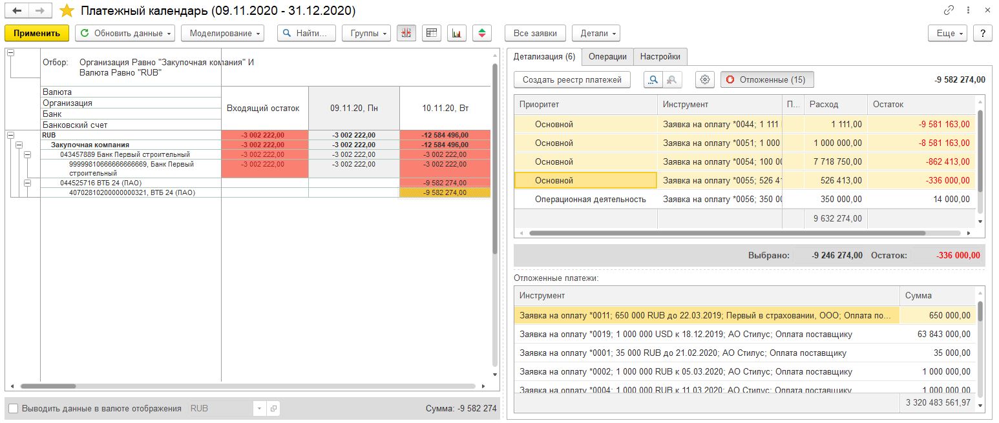 Платежный календарь (09.11.2020 - 31.12.2020)
Применить
Обновить данные
Моделирование
Найти...
Группы
Все заявки
Детали
Еще
?
Отбор: Организация Равно "Закупочная компания" И
Валюта Равно "RUB"
Валюта
Организация
Банк
Банковский счет
Входящий остаток
09.11.20, Пн
10.11.20, Вт
RUB -3 002 222,00 -3 002 222,00 -12 584 496,00
Закупочная компания -3 002 222,00 -3 002 222,00 -12 584 496,00
043457889 Банк Первый строительный -3 002 222,00 -3 002 222,00 -3 002 222,00
99999810666666666669, Банк Первый -3 002 222,00 -3 002 222,00 -3 002 222,00
строительный
044525716 ВТБ 24 (ПАО) -9 582 274,00
40702810200000000321, ВТБ 24 (ПАО) -9 582 274,00
Выводить данные в валюте отображения RUB Сумма: -9 582 274
Детализация (6) Операции Настройки
Создать реестр платежей Отложенные (15) -9 582 274,00
Приоритет Инструмент П... Расход Остаток
Основной Заявка на оплату *0044; 1 111 1 111,00 -9 581 163,00
Основной Заявка на оплату *0051; 1 000 1 000 000,00 -8 581 163,00
Основной Заявка на оплату *0054; 100 00 7 718 750,00 -862 413,00
Основной Заявка на оплату *0055; 526 41 526 413,00 -336 000,00
Операционная деятельность Заявка на оплату *0056; 350 00 350 000,00 14 000,00
9 632 274,00
Выбрано: -9 246 274,00 Остаток: -336 000,00
Отложенные платежи:
Инструмент Сумма
Заявка на оплату *0011; 650 000 RUB до 22.03.2019; Первый в страховании, ООО; Оплата по... 650 000,00
Заявка на оплату *0019; 1 000 000 USD к 18.12.2019; АО Стилус; Оплата поставщику 63 843 000,00
Заявка на оплату *0001; 35 000 RUB до 21.02.2020; АО Стилус; Оплата поставщику 35 000,00
Заявка на оплату *0002; 1 000 000 RUB к 05.03.2020; АО Стилус; Оплата поставщику 1 000 000,00
Заявка на оплату *0004; 1 000 000 RUB к 11.03.2020; АО Стилус; Оплата поставщику 1 000 000,00
3 320 483 561,97